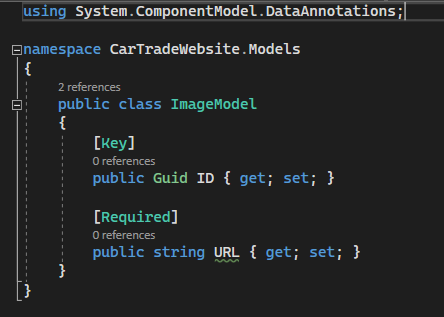 using System.ComponentModel.DataAnnotations;
namespace CarTradeWebsite.Models
{
2 references
public class ImageModel
{
[Key]
0 references
public Guid ID { get; set; }
[Required]
0 references
public string URL { get; set; }
}
}